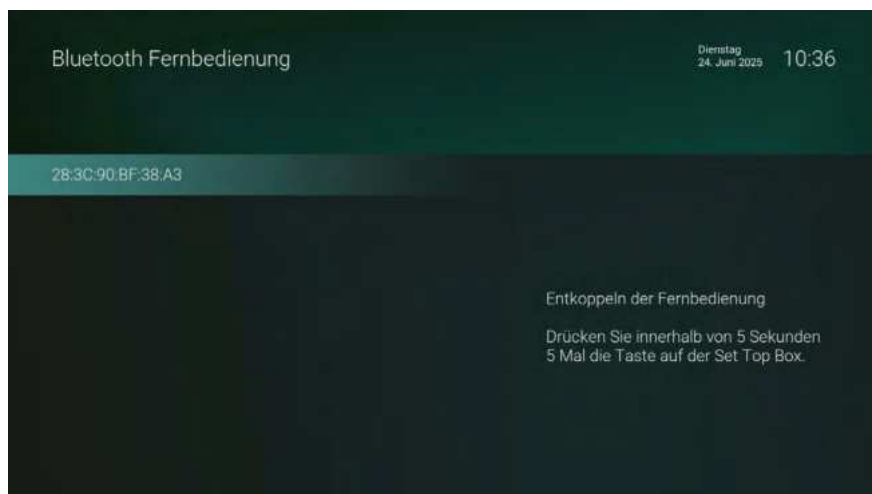 Bluetooth Fernbedienung
Dienstag
24. Juni 2025
10:36
28:3C:90:BF:38:A3
Entkoppeln der Fernbedienung
Drücken Sie innerhalb von 5 Sekunden
5 Mal die Taste auf der Set Top Box.